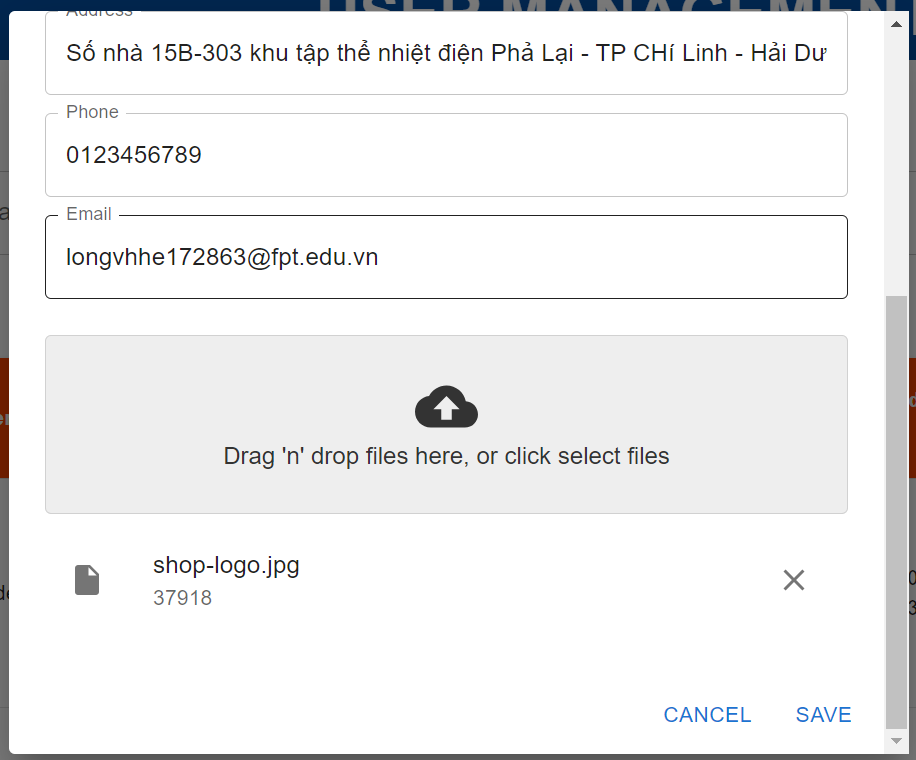 USER MANAGEMEN
Address
Số nhà 15B-303 khu tập thể nhiệt điện Phả Lại - TP CHí Linh - Hải Dư
Phone
0123456789
Email
longvhhe172863@fpt.edu.vn
Drag 'n' drop files here, or click select files
shop-logo.jpg
37918
CANCEL
SAVE